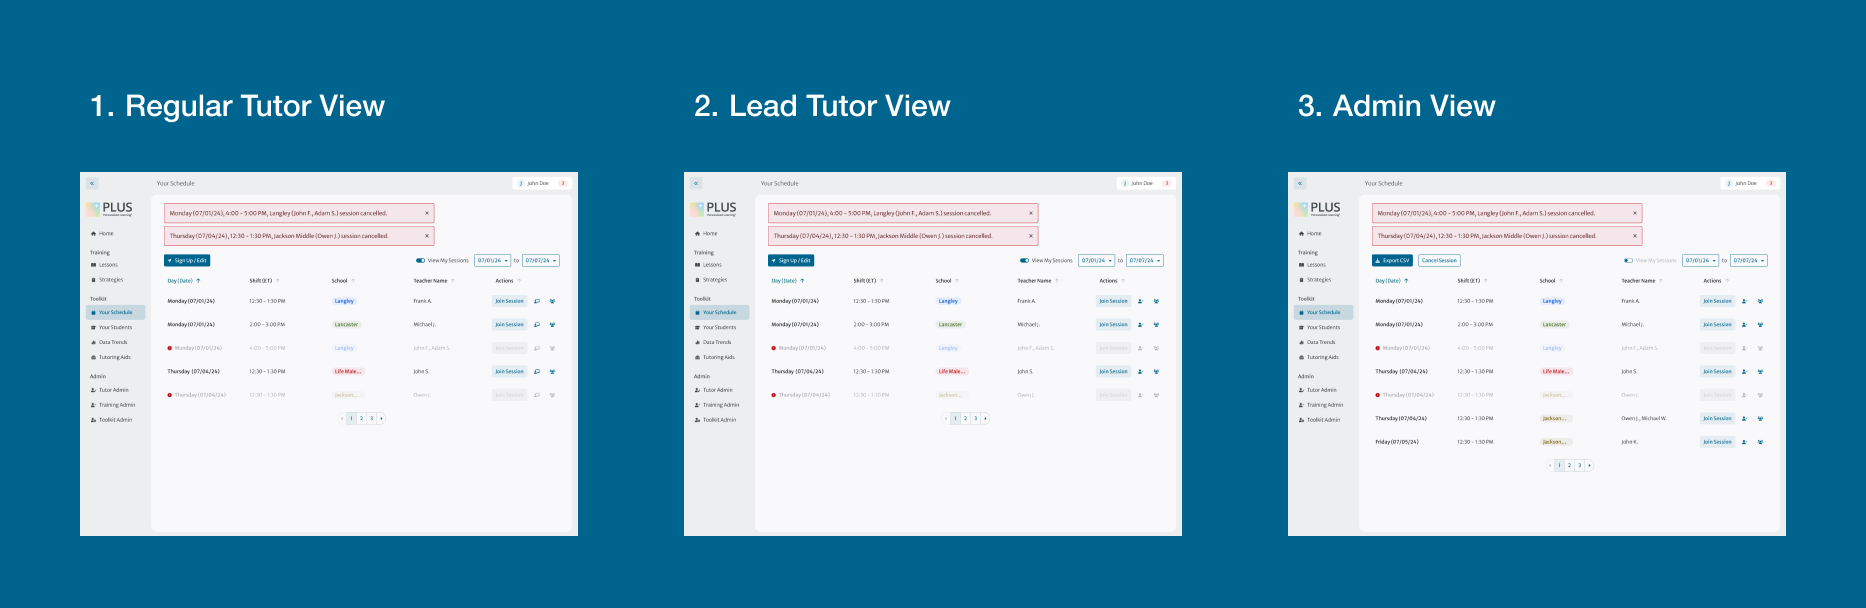 1. Regular Tutor View
«
Your Schedule
J John Doe 3
PLUS
Personalized Learning²
Home
Training
Lessons
Strategies
Toolkit
Your Schedule
Your Students
Data Trends
Tutoring Aids
Admin
Tutor Admin
Training Admin
Toolkit Admin
Monday (07/01/24), 4:00 - 5:00 PM, Langley (John F., Adam S.) session cancelled. ×
Thursday (07/04/24), 12:30 - 1:30 PM, Jackson Middle (Owen J.) session cancelled. ×
Sign Up / Edit View My Sessions 07/01/24 to 07/07/24
Day (Date) Shift (ET) School Teacher Name Actions
Monday (07/01/24) 12:30 - 1:30 PM Langley Frank A. Join Session
Monday (07/01/24) 2:00 - 3:00 PM Lancaster Michael J. Join Session
Monday (07/01/24) 4:00 - 5:00 PM Langley John F., Adam S. Join Session
Thursday (07/04/24) 12:30 - 1:30 PM Life Male... John S. Join Session
Thursday (07/04/24) 12:30 - 1:30 PM Jackson... Owen J. Join Session
1 2 3
2. Lead Tutor View
«
Your Schedule
J John Doe 3
PLUS
Personalized Learning²
Home
Training
Lessons
Strategies
Toolkit
Your Schedule
Your Students
Data Trends
Tutoring Aids
Admin
Tutor Admin
Training Admin
Toolkit Admin
Monday (07/01/24), 4:00 - 5:00 PM, Langley (John F., Adam S.) session cancelled. ×
Thursday (07/04/24), 12:30 - 1:30 PM, Jackson Middle (Owen J.) session cancelled. ×
Sign Up / Edit View My Sessions 07/01/24 to 07/07/24
Day (Date) Shift (ET) School Teacher Name Actions
Monday (07/01/24) 12:30 - 1:30 PM Langley Frank A. Join Session
Monday (07/01/24) 2:00 - 3:00 PM Lancaster Michael J. Join Session
Monday (07/01/24) 4:00 - 5:00 PM Langley John F., Adam S. Join Session
Thursday (07/04/24) 12:30 - 1:30 PM Life Male... John S. Join Session
Thursday (07/04/24) 12:30 - 1:30 PM Jackson... Owen J. Join Session
1 2 3
3. Admin View
«
Your Schedule
J John Doe 3
PLUS
Personalized Learning²
Home
Training
Lessons
Strategies
Toolkit
Your Schedule
Your Students
Data Trends
Tutoring Aids
Admin
Tutor Admin
Training Admin
Toolkit Admin
Monday (07/01/24), 4:00 - 5:00 PM, Langley (John F., Adam S.) session cancelled. ×
Thursday (07/04/24), 12:30 - 1:30 PM, Jackson Middle (Owen J.) session cancelled. ×
Export CSV Cancel Session View My Sessions 07/01/24 to 07/07/24
Day (Date) Shift (ET) School Teacher Name Actions
Monday (07/01/24) 12:30 - 1:30 PM Langley Frank A. Join Session
Monday (07/01/24) 2:00 - 3:00 PM Lancaster Michael J. Join Session
Monday (07/01/24) 4:00 - 5:00 PM Langley John F., Adam S. Join Session
Thursday (07/04/24) 12:30 - 1:30 PM Life Male... John S. Join Session
Thursday (07/04/24) 12:30 - 1:30 PM Jackson... Owen J. Join Session
Thursday (07/04/24) 12:30 - 1:30 PM Jackson... Owen J., Michael W. Join Session
Friday (07/05/24) 12:30 - 1:30 PM Jackson... John K. Join Session
1 2 3